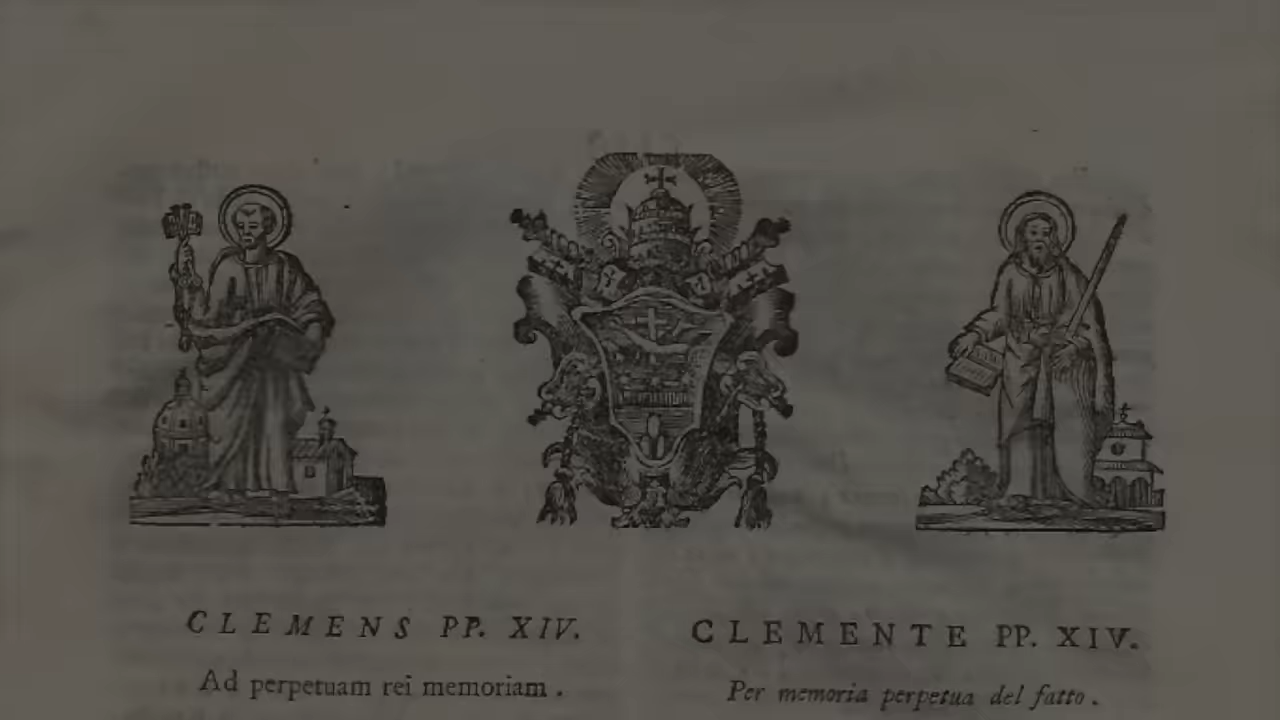 CLEMENS PP. XIV.
Ad perpetuam rei memoriam.
CLEMENTE PP. XIV.
Per memoria perpetua del fatto.